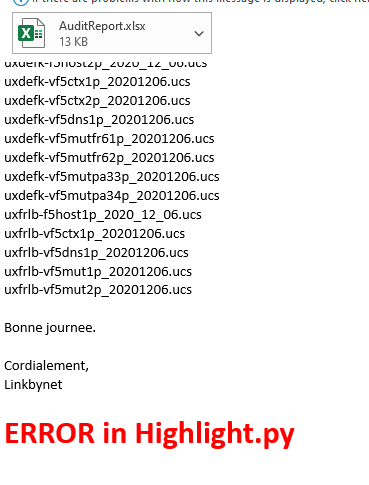 If there are problems with how this message is displayed, click here
AuditReport.xlsx
13 KB
uxdefk-f5host2p_2020_12_06.ucs
uxdefk-vf5ctx1p_20201206.ucs
uxdefk-vf5ctx2p_20201206.ucs
uxdefk-vf5dns1p_20201206.ucs
uxdefk-vf5mutfr61p_20201206.ucs
uxdefk-vf5mutfr62p_20201206.ucs
uxdefk-vf5mutpa33p_20201206.ucs
uxdefk-vf5mutpa34p_20201206.ucs
uxfrlb-f5host1p_2020_12_06.ucs
uxfrlb-vf5ctx1p_20201206.ucs
uxfrlb-vf5dns1p_20201206.ucs
uxfrlb-vf5mut1p_20201206.ucs
uxfrlb-vf5mut2p_20201206.ucs
Bonne journee.
Cordialement,
Linkbynet
ERROR in Highlight.py